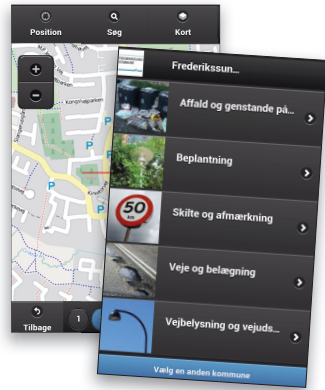 Position
Søg
Kort
Kongshøjparken
P
P
P
P
P
1
Tilbage
Frederikssun...
Affald og genstande på...
Beplantning
50
Skilte og afmærkning
Veje og belægning
Vejbelysning og vejuds...
Vælg en anden kommune